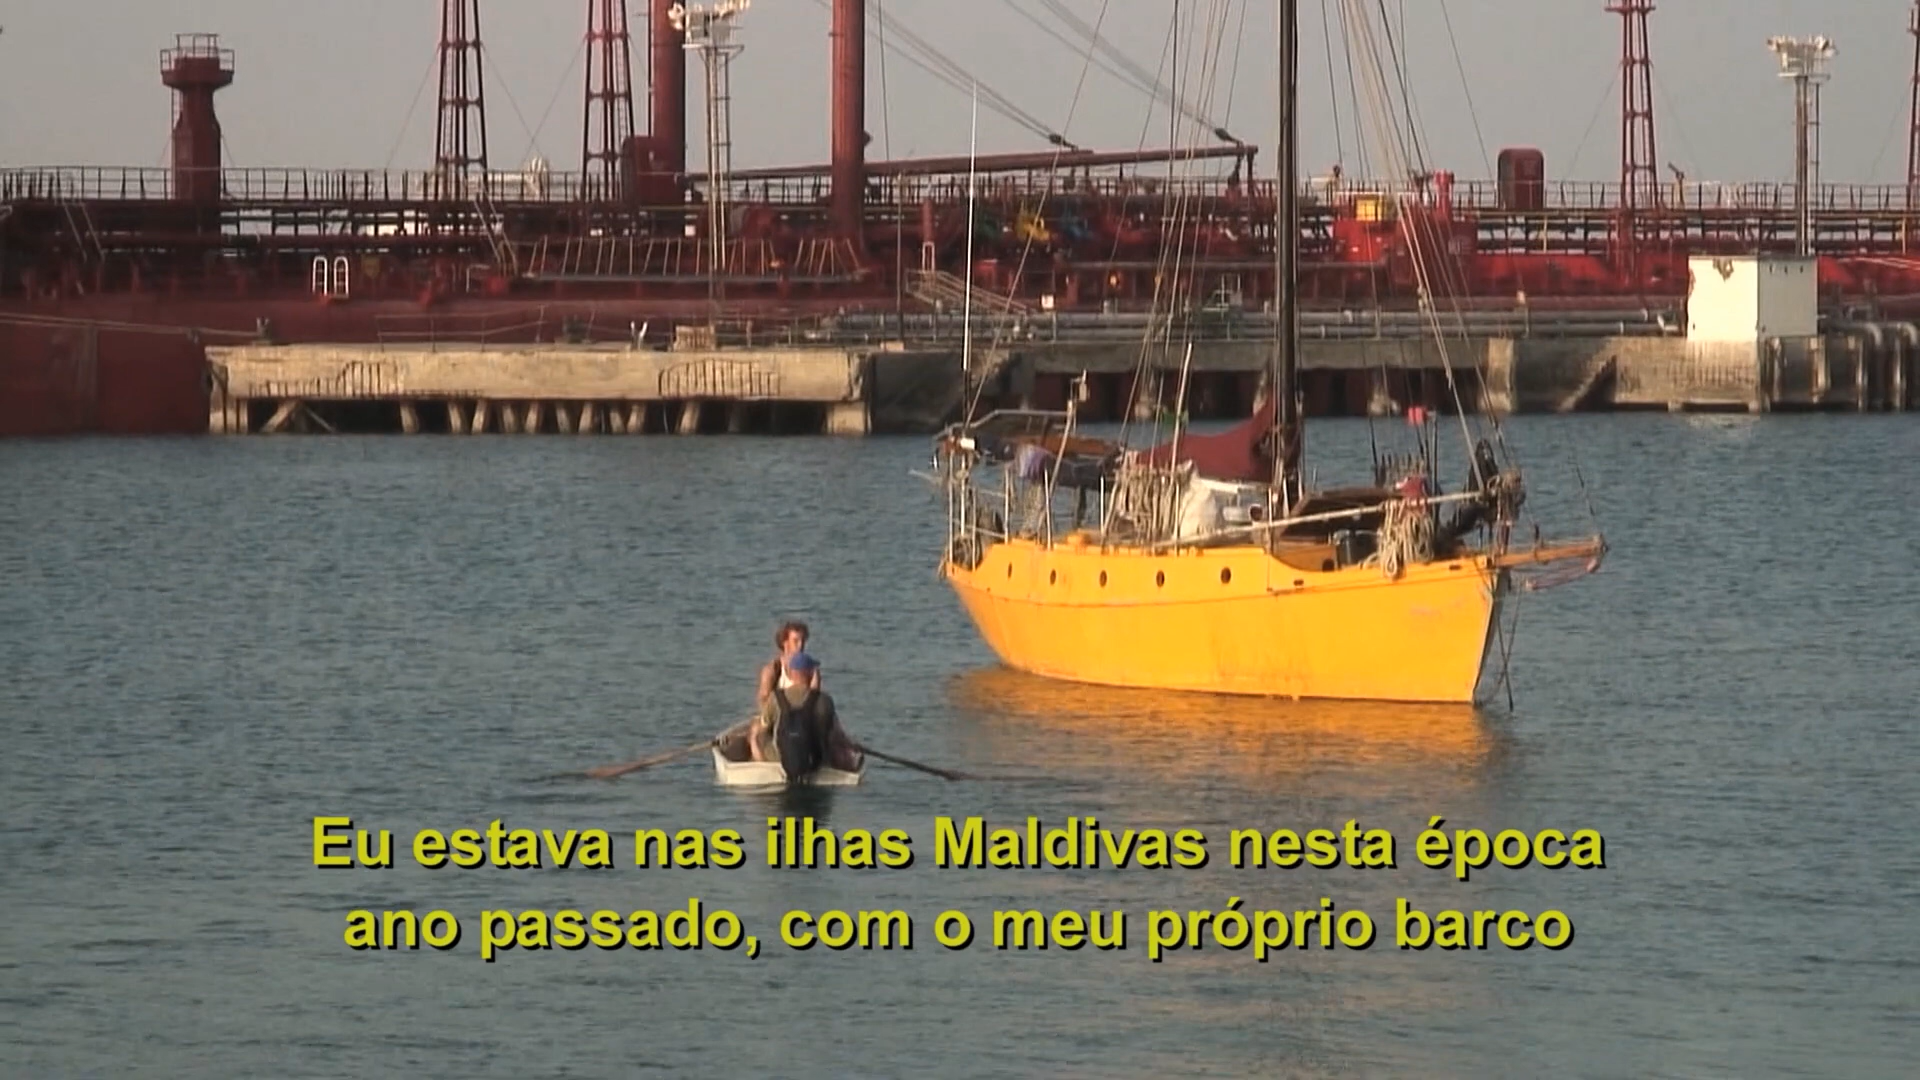 Eu estava nas ilhas Maldivas nesta época
ano passado, com o meu próprio barco